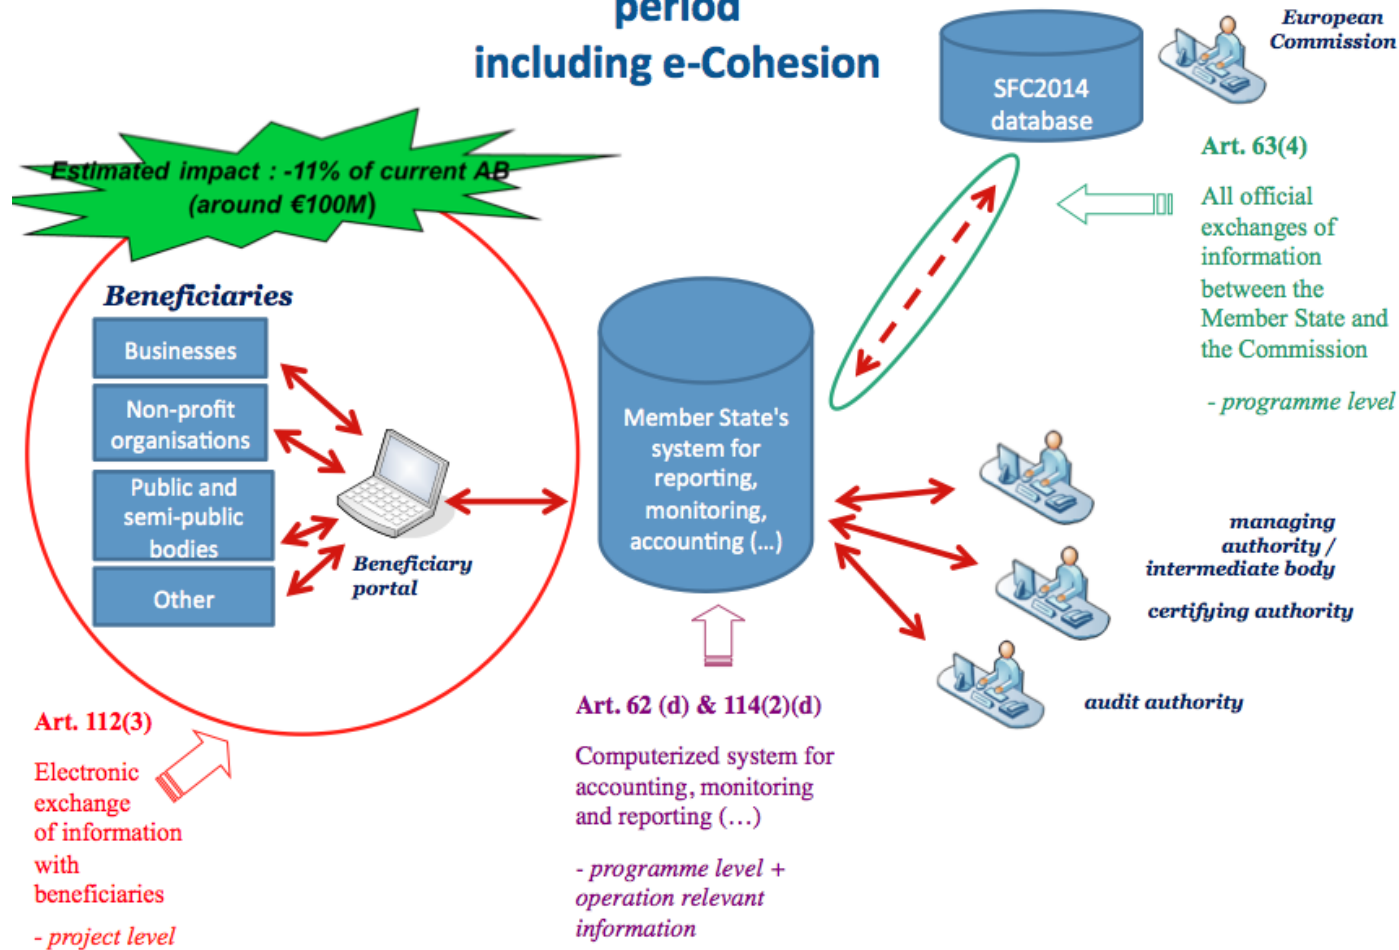 period
including e-Cohesion
European
Commission
SFC2014
database
Art. 63(4)
All official
exchanges of
information
between the
Member State and
the Commission
- programme level
Estimated impact : -11% of current AB
(around €100M)
Beneficiaries
Businesses
Non-profit
organisations
Public and
semi-public
bodies
Other
Beneficiary
portal
Member State's
system for
reporting,
monitoring,
accounting (...)
managing
authority /
intermediate body
certifying authority
audit authority
Art. 112(3)
Electronic
exchange
of information
with
beneficiaries
- project level
Art. 62 (d) & 114(2)(d)
Computerized system for
accounting, monitoring
and reporting (…)
- programme level +
operation relevant
information